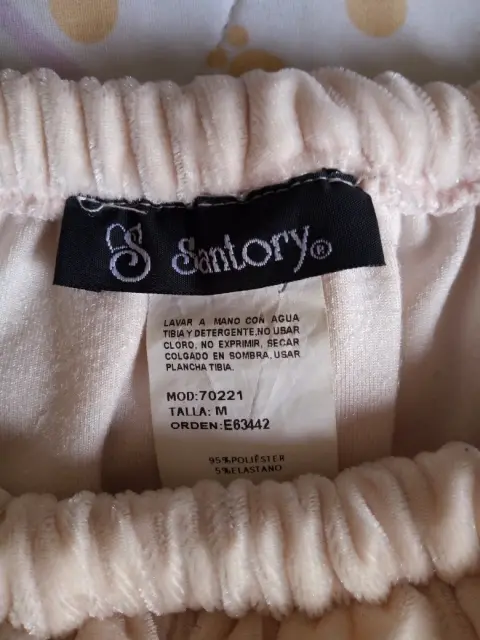 S Santory®
LAVAR A MANO CON AGUA
TIBIA Y DETERGENTE, NO USAR
CLORO, NO EXPRIMIR, SECAR
COLGADO EN SOMBRA, USAR
PLANCHA TIBIA.
MOD: 70221
TALLA: M
ORDEN: E63442
95% POLIÉSTER
5% ELASTANO